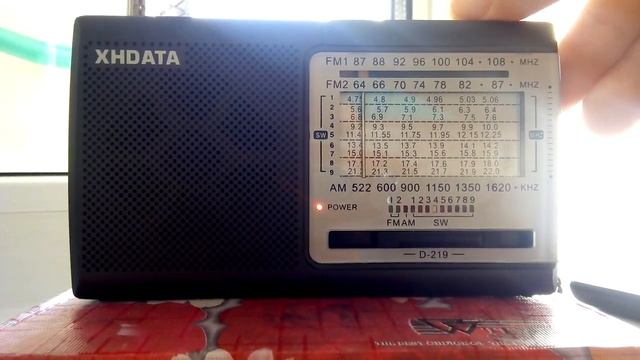 XHDATA
FM1 87 88 92 96 100 104 · 108 · MHZ
FM2 64 66 70 74 78 82 · 87 · MHZ
1 4.75 4.8 4.9 4.96 5.03 5.06
2 5.6 5.7 5.9 6.1 6.3 6.4
3 6.8 6.9 7.1 7.3 7.5 7.6
4 9.2 9.3 9.5 9.7 9.9 10.0
SW 5 11.4 11.55 11.75 11.95 12.15 12.25 MHZ
6 13.4 13.5 13.7 13.9 14.1 14.2
7 15.0 15.1 15.3 15.6 15.8 15.9
8 17.1 17.2 17.4 17.6 17.9 18.0
9 21.2 21.3 21.5 21.7 21.9 22.0
AM 522 600 900 1150 1350 1620 · KHZ
1 2 1 2 3 4 5 6 7 8 9
POWER
FM AM SW
D-219